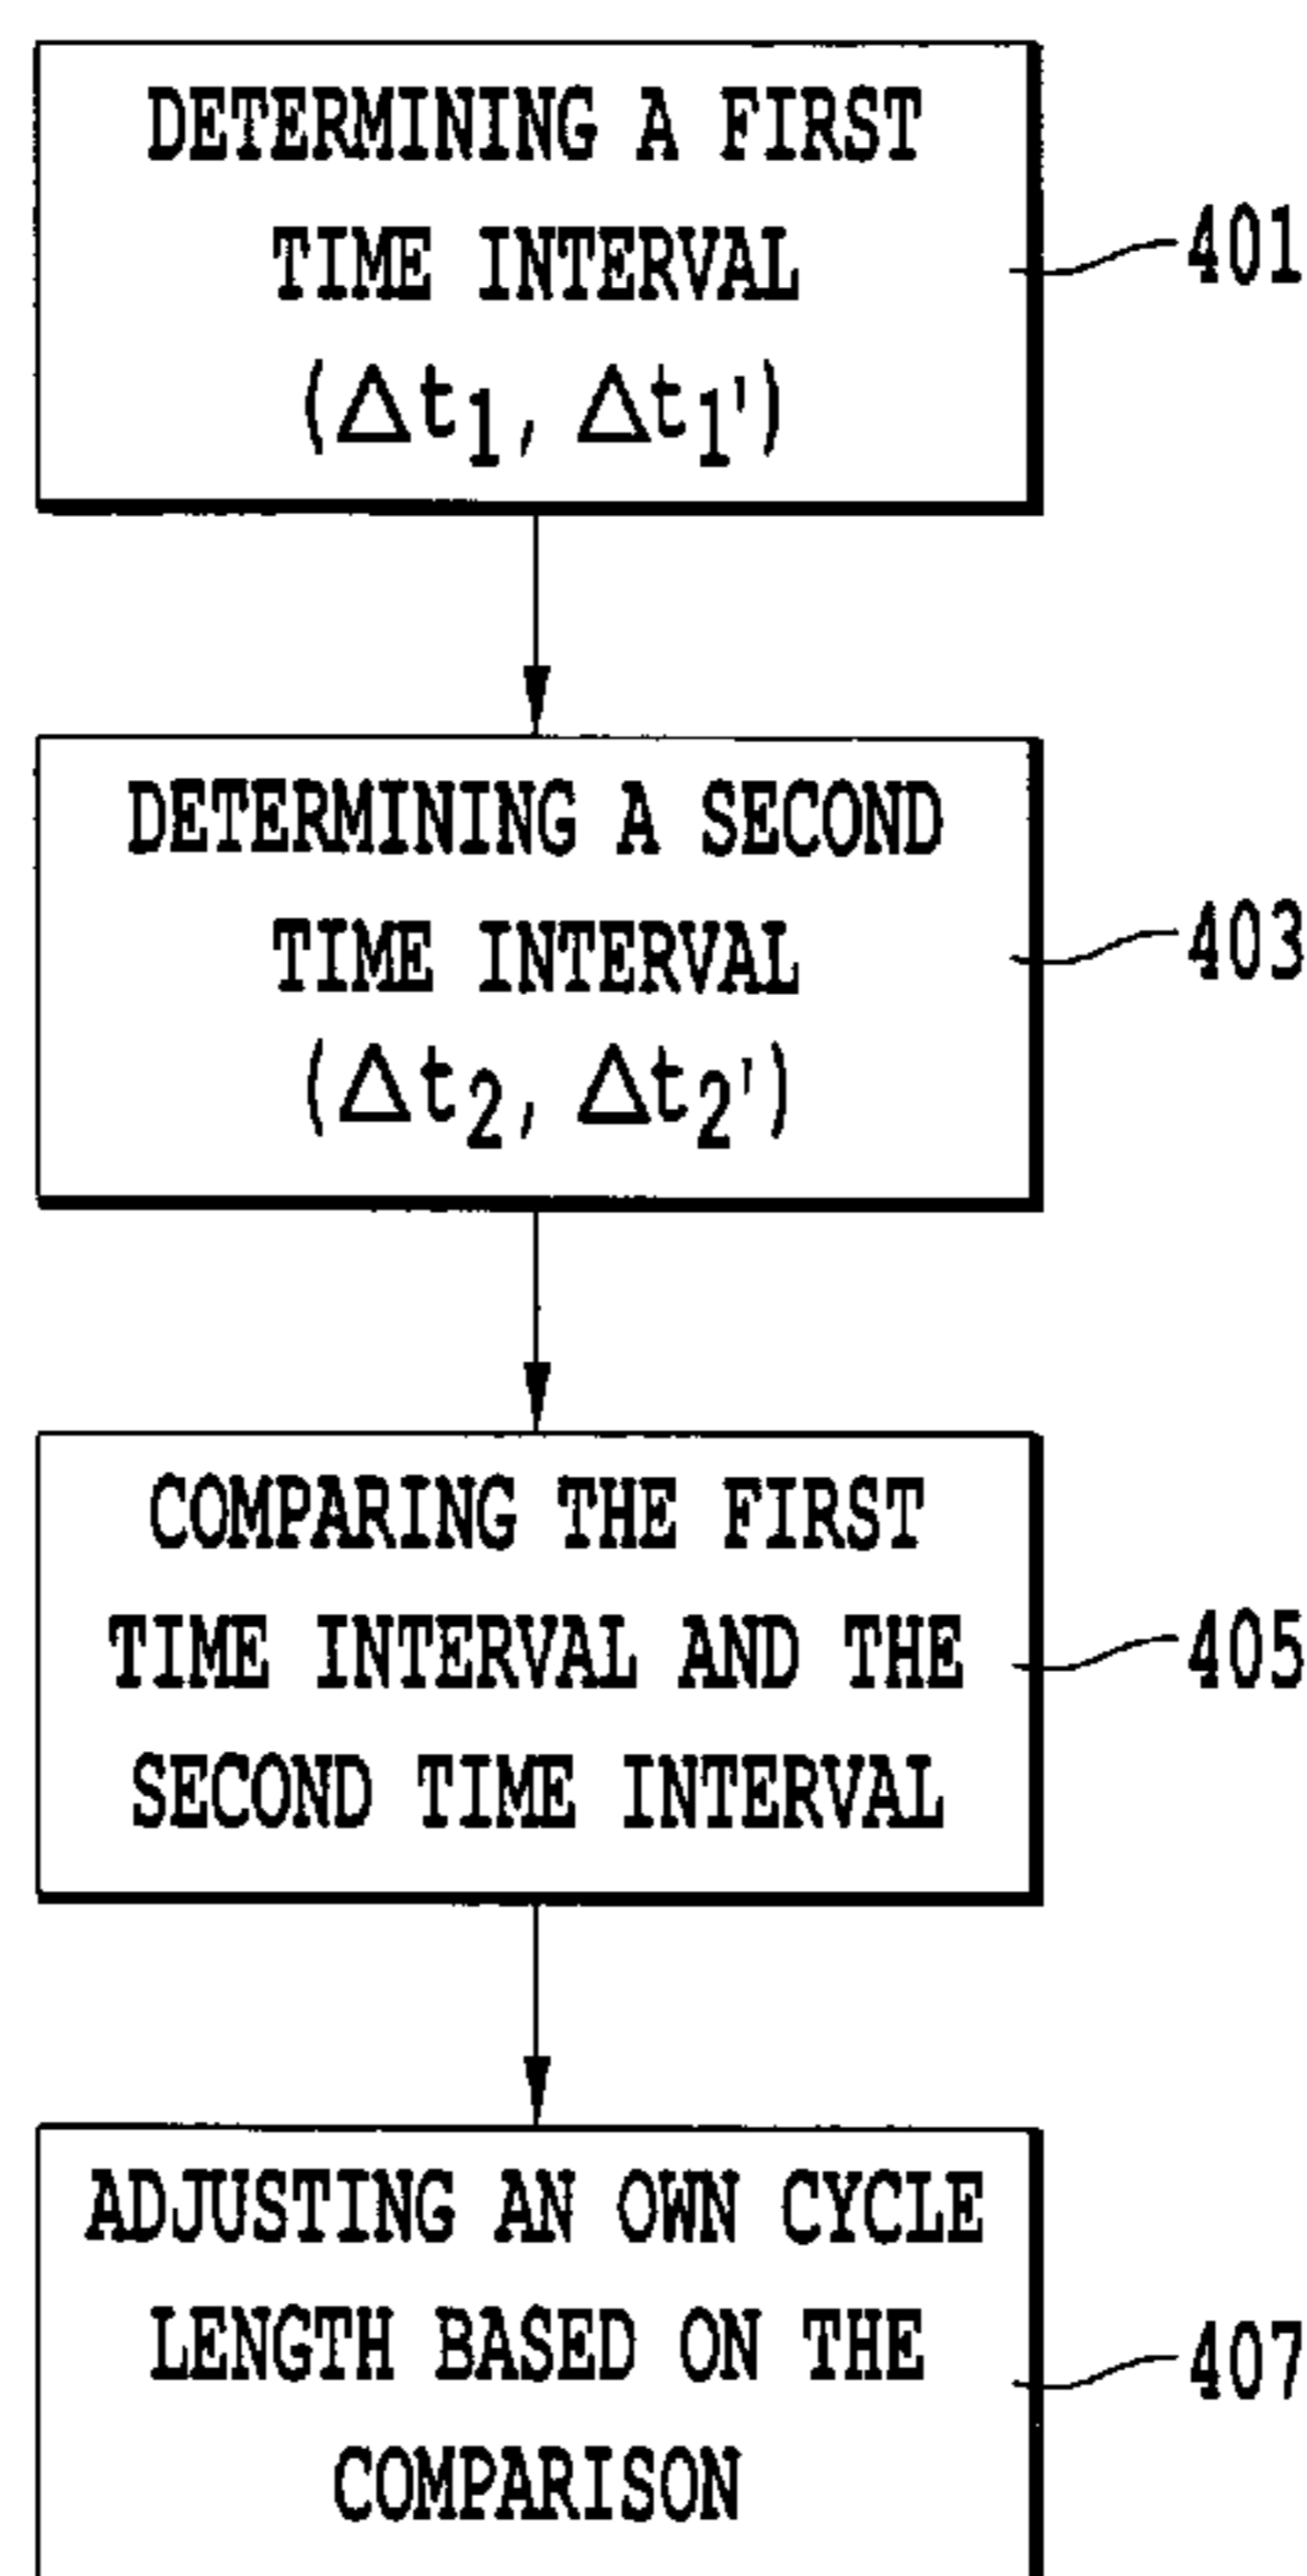 DETERMINING A FIRST
TIME INTERVAL
(Δt₁, Δt₁')
401
DETERMINING A SECOND
TIME INTERVAL
(Δt₂, Δt₂')
403
COMPARING THE FIRST
TIME INTERVAL AND THE
SECOND TIME INTERVAL
405
ADJUSTING AN OWN CYCLE
LENGTH BASED ON THE
COMPARISON
407